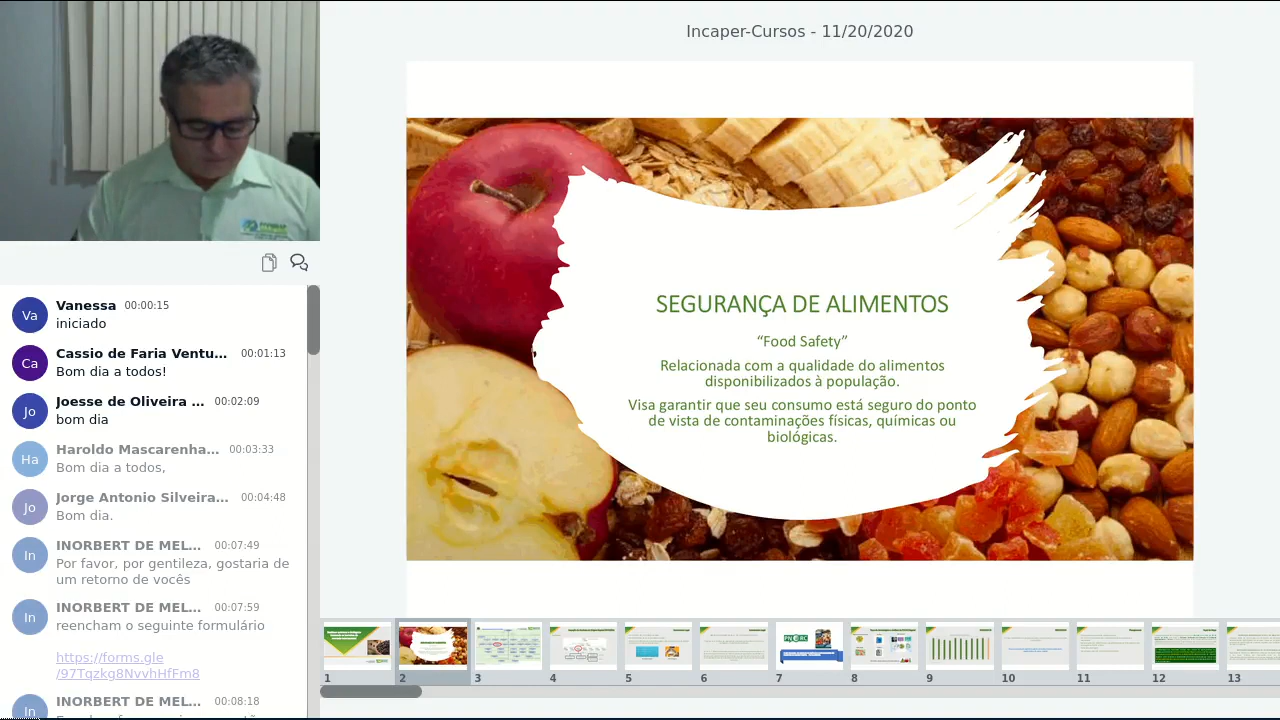 Incaper-Cursos - 11/20/2020
SEGURANÇA DE ALIMENTOS
“Food Safety”
Relacionada com a qualidade do alimentos
disponibilizados à população.
Visa garantir que seu consumo está seguro do ponto
de vista de contaminações físicas, químicas ou
biológicas.
Va
Vanessa 00:00:15
iniciado
Ca
Cassio de Faria Ventu... 00:01:13
Bom dia a todos!
Jo
Joesse de Oliveira ... 00:02:09
bom dia
Ha
Haroldo Mascarenha... 00:03:33
Bom dia a todos,
Jo
Jorge Antonio Silveira... 00:04:48
Bom dia.
In
INORBERT DE MEL... 00:07:49
Por favor, por gentileza, gostaria de
um retorno de vocês
In
INORBERT DE MEL... 00:07:59
reencham o seguinte formulário
https://forms.gle
/97Tqzkg8NvvhHfFm8
In
INORBERT DE MEL... 00:08:18
1 2 3 4 5 6 7 8 9 10 11 12 13